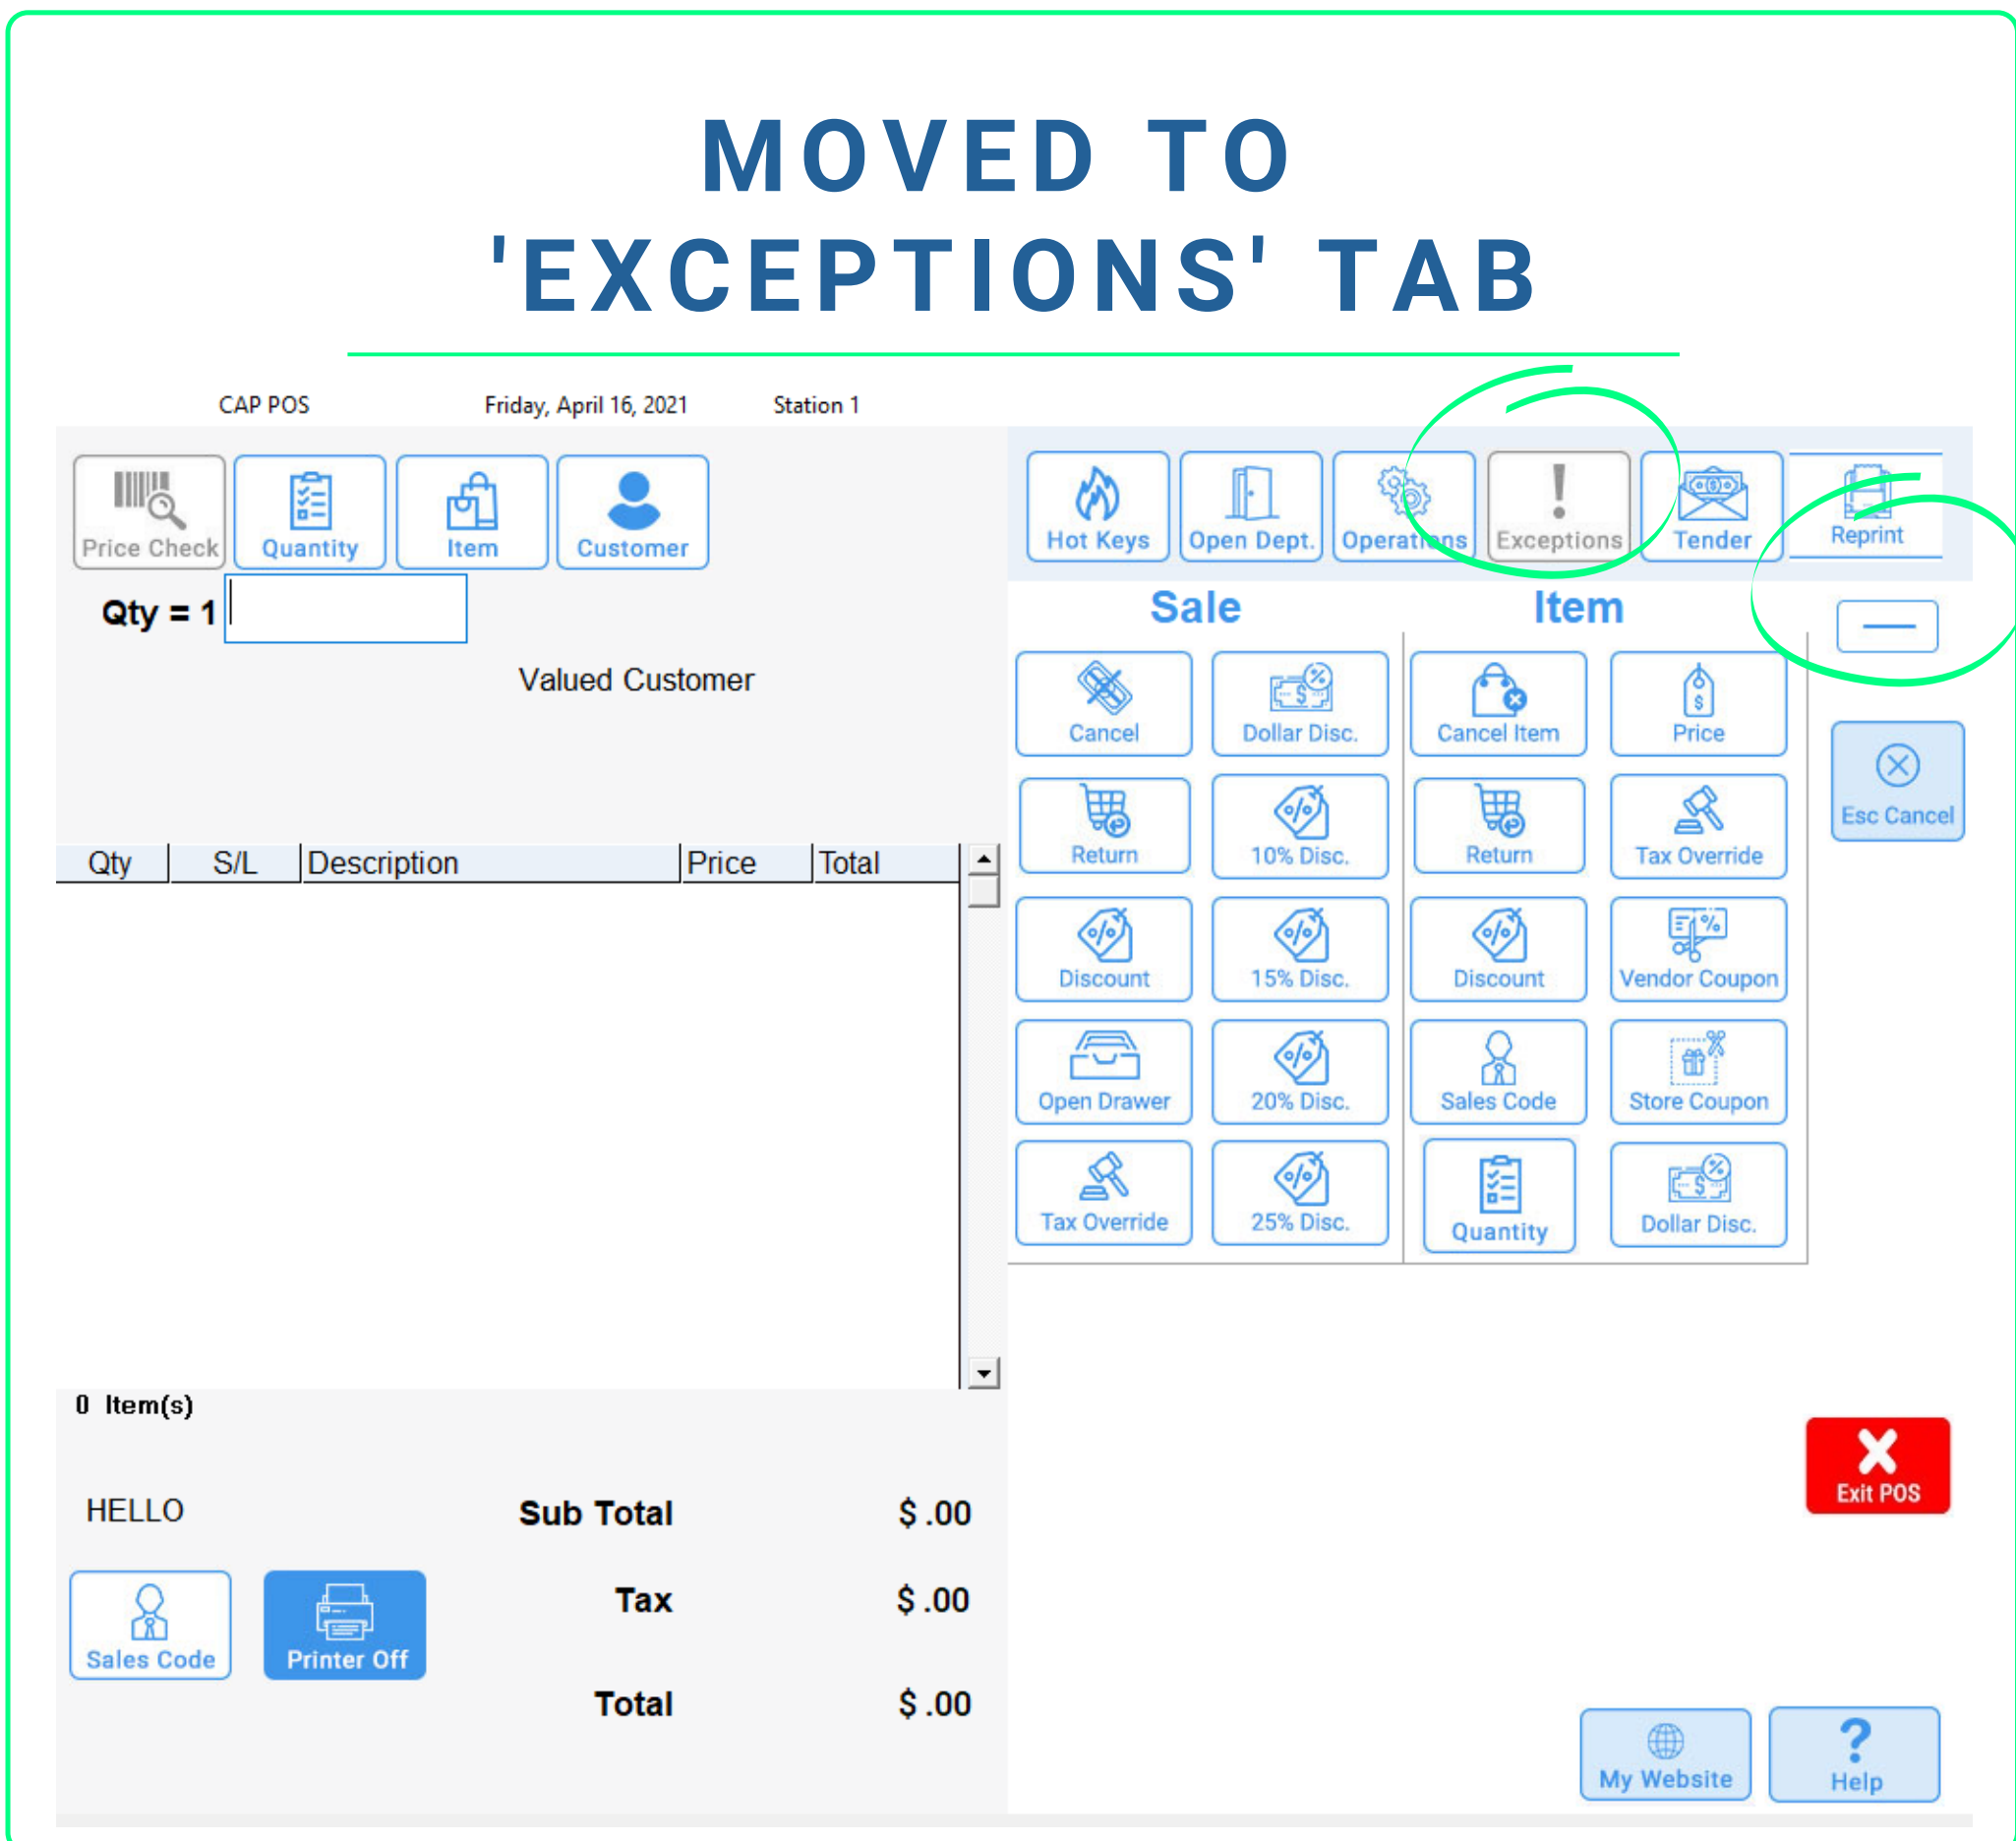 MOVED TO
'EXCEPTIONS' TAB
CAP POS Friday, April 16, 2021 Station 1
Price Check Quantity Item Customer
Hot Keys Open Dept. Operations Exceptions Tender Reprint
Qty = 1
Sale Item
Valued Customer
Cancel Dollar Disc. Cancel Item Price
Esc Cancel
Return 10% Disc. Return Tax Override
Qty S/L Description Price Total
Discount 15% Disc. Discount Vendor Coupon
Open Drawer 20% Disc. Sales Code Store Coupon
Tax Override 25% Disc. Quantity Dollar Disc.
0 Item(s)
Exit POS
HELLO
Sub Total $ .00
Tax $ .00
Sales Code Printer Off
Total $ .00
My Website Help